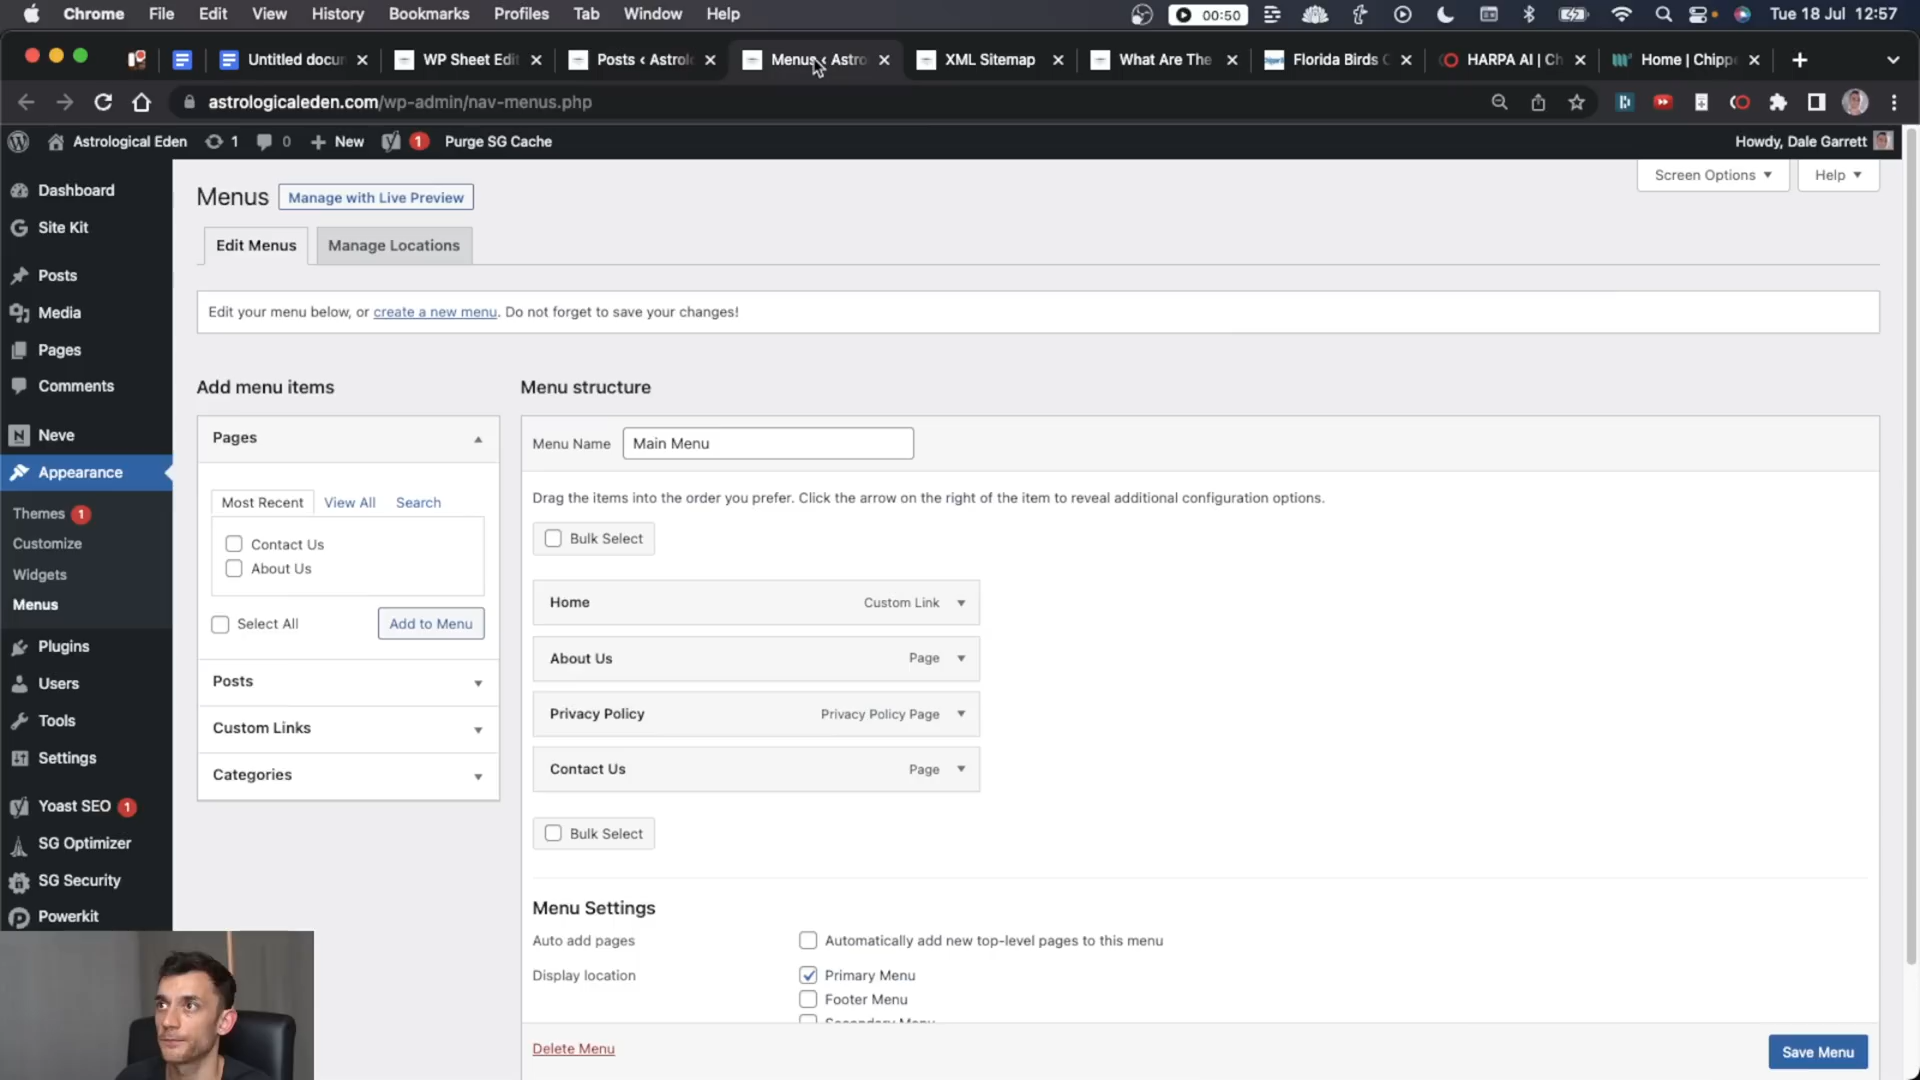 Chrome File Edit View History Bookmarks Profiles Tab Window Help 00:50 Tue 18 Jul 12:57
Untitled docu WP Sheet Edit Posts ‹ Astrolo Menus ‹ Astro XML Sitemap What Are The Florida Birds HARPA AI | Ch Home | Chippe
astrologicaleden.com/wp-admin/nav-menus.php
Astrological Eden 1 0 New 1 Purge SG Cache Howdy, Dale Garrett
Screen Options Help
Dashboard
Site Kit
Posts
Media
Pages
Comments
Neve
Appearance
Themes 1
Customize
Widgets
Menus
Plugins
Users
Tools
Settings
Yoast SEO 1
SG Optimizer
SG Security
Powerkit
Menus Manage with Live Preview
Edit Menus Manage Locations
Edit your menu below, or create a new menu. Do not forget to save your changes!
Add menu items
Pages
Most Recent View All Search
Contact Us
About Us
Select All Add to Menu
Posts
Custom Links
Categories
Menu structure
Menu Name Main Menu
Drag the items into the order you prefer. Click the arrow on the right of the item to reveal additional configuration options.
Bulk Select
Home Custom Link
About Us Page
Privacy Policy Privacy Policy Page
Contact Us Page
Bulk Select
Menu Settings
Auto add pages Automatically add new top-level pages to this menu
Display location Primary Menu
Footer Menu
Secondary Menu
Delete Menu Save Menu